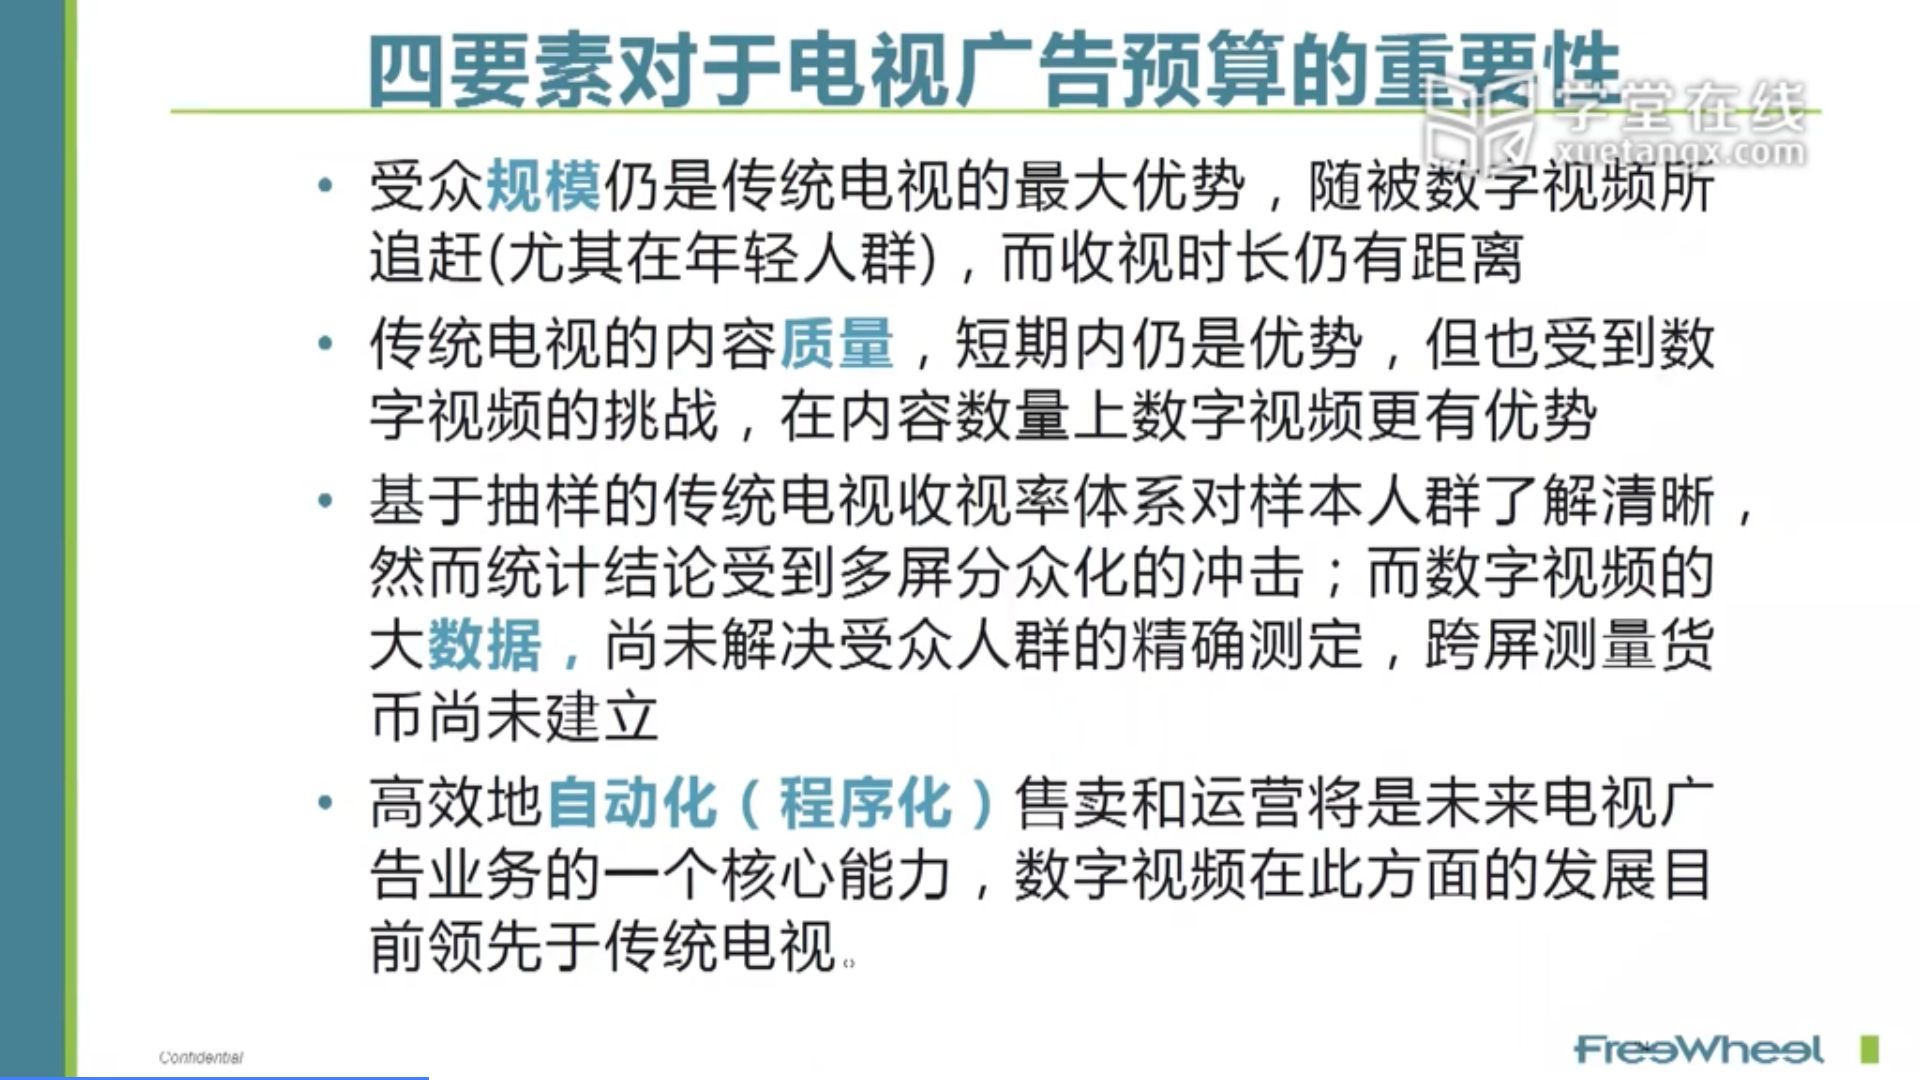 四要素对于电视广告预算的重要性
学堂在线
xuetangx.com
• 受众规模仍是传统电视的最大优势，随被数字视频所
追赶(尤其在年轻人群)，而收视时长仍有距离
• 传统电视的内容质量，短期内仍是优势，但也受到数
字视频的挑战，在内容数量上数字视频更有优势
• 基于抽样的传统电视收视率体系对样本人群了解清晰，
然而统计结论受到多屏分众化的冲击；而数字视频的
大数据，尚未解决受众人群的精确测定，跨屏测量货
币尚未建立
• 高效地自动化（程序化）售卖和运营将是未来电视广
告业务的一个核心能力，数字视频在此方面的发展目
前领先于传统电视。
Confidential
FreeWheel